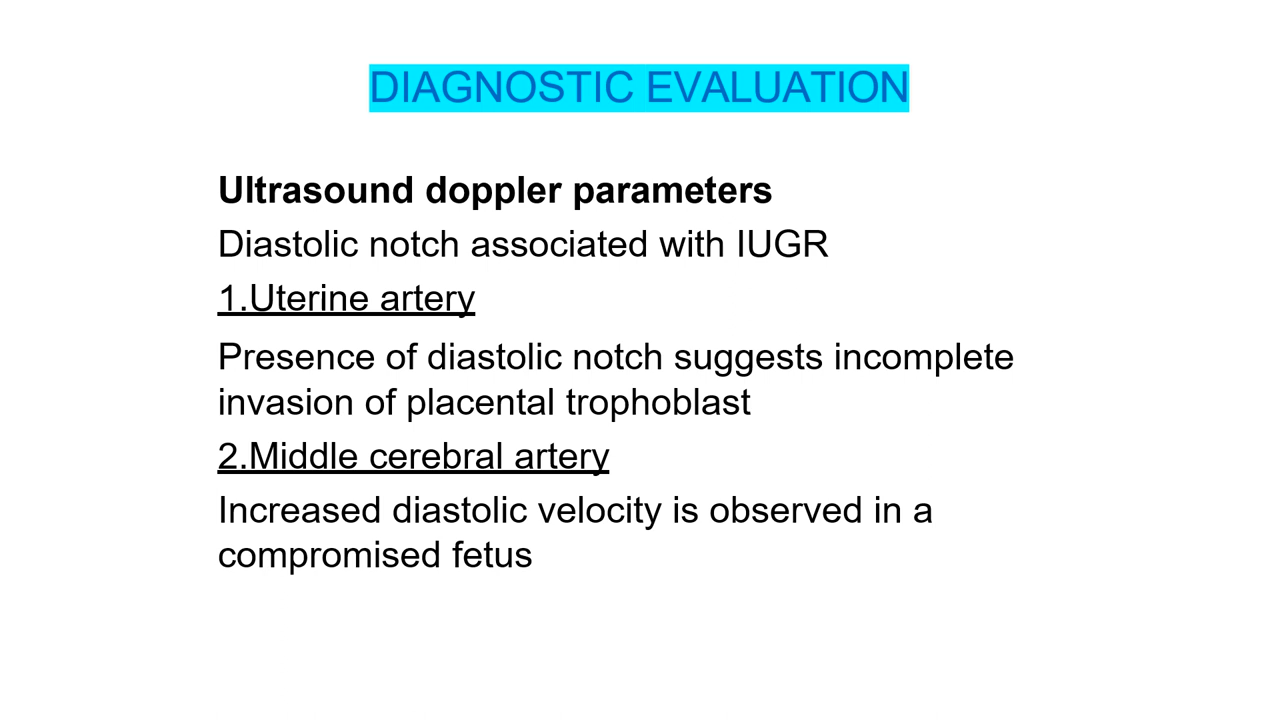 DIAGNOSTIC EVALUATION
Ultrasound doppler parameters
Diastolic notch associated with IUGR
1.Uterine artery
Presence of diastolic notch suggests incomplete
invasion of placental trophoblast
2.Middle cerebral artery
Increased diastolic velocity is observed in a
compromised fetus